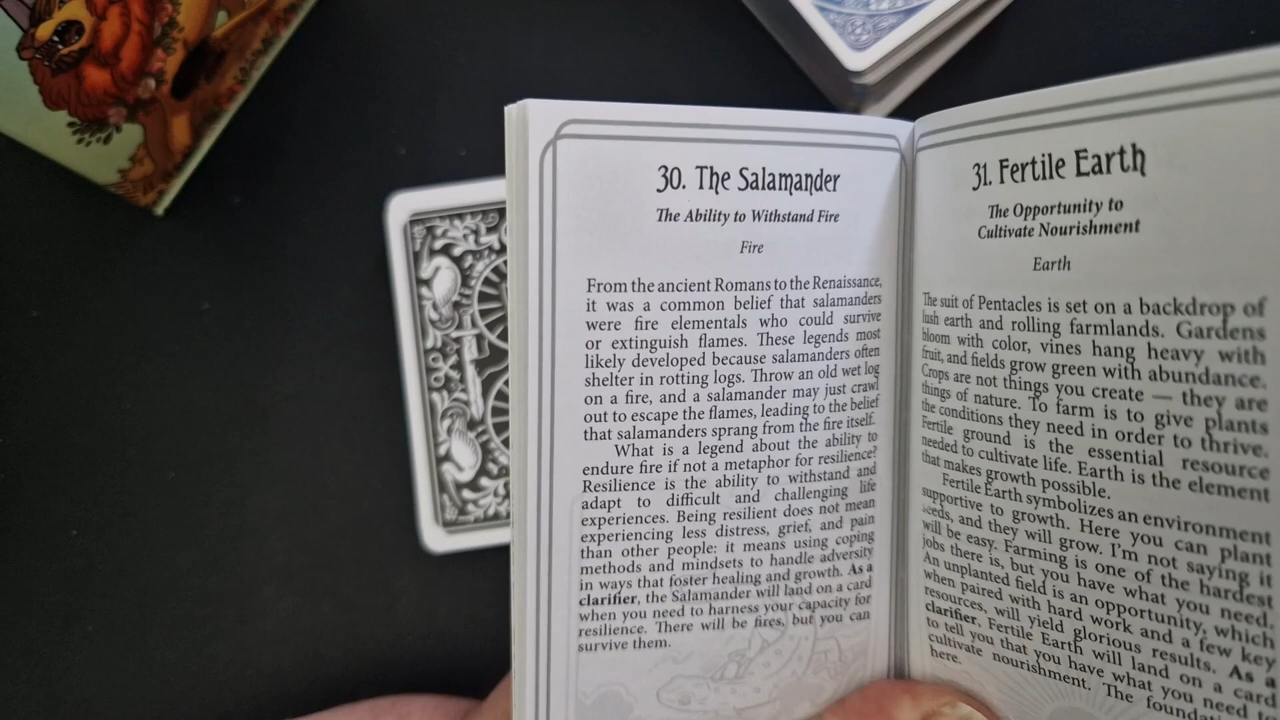 30. The Salamander
The Ability to Withstand Fire
Fire
From the ancient Romans to the Renaissance,
it was a common belief that salamanders
were fire elementals who could survive
or extinguish flames. These legends most
likely developed because salamanders often
shelter in rotting logs. Throw an old wet log
on a fire, and a salamander may just crawl
out to escape the flames, leading to the belief
that salamanders sprang from the fire itself.
What is a legend about the ability to
endure fire if not a metaphor for resilience?
Resilience is the ability to withstand and
adapt to difficult and challenging life
experiences. Being resilient does not mean
experiencing less distress, grief, and pain
than other people: it means using coping
methods and mindsets to handle adversity
in ways that foster healing and growth. As a
clarifier, the Salamander will land on a card
when you need to harness your capacity for
resilience. There will be fires, but you can
survive them.
31. Fertile Earth
The Opportunity to
Cultivate Nourishment
Earth
The suit of Pentacles is set on a backdrop of
lush earth and rolling farmlands. Gardens
bloom with color, vines hang heavy with
fruit, and fields grow green with abundance.
Crops are not things you create — they are
things of nature. To farm is to give plants
the conditions they need in order to thrive.
Fertile ground is the essential resource
needed to cultivate life. Earth is the element
that makes growth possible.
Fertile Earth symbolizes an environment
supportive to growth. Here you can plant
seeds, and they will grow. I'm not saying it
will be easy. Farming is one of the hardest
jobs there is, but you have what you need.
An unplanted field is an opportunity, which
when paired with hard work and a few key
resources, will yield glorious results. As a
clarifier, Fertile Earth will land on a card
to tell you that you have what you need to
cultivate nourishment. The
here.